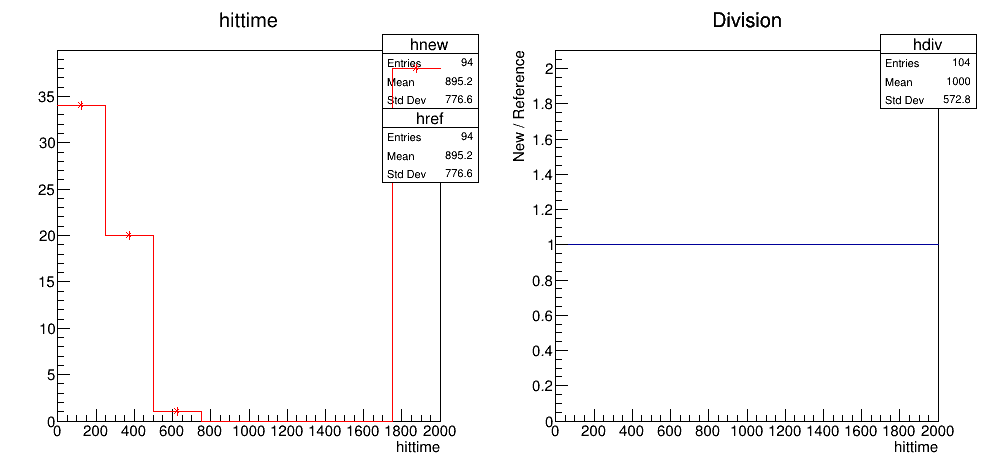 hittime
hnew
Entries 94
Mean 895.2
Std Dev 776.6
href
Entries 94
Mean 895.2
Std Dev 776.6
35
30
25
20
15
10
5
0
0 200 400 600 800 1000 1200 1400 1600 1800 2000
hittime
Division
hdiv
Entries 104
Mean 1000
Std Dev 572.8
New / Reference
2
1.8
1.6
1.4
1.2
1
0.8
0.6
0.4
0.2
0
0 200 400 600 800 1000 1200 1400 1600 1800 2000
hittime